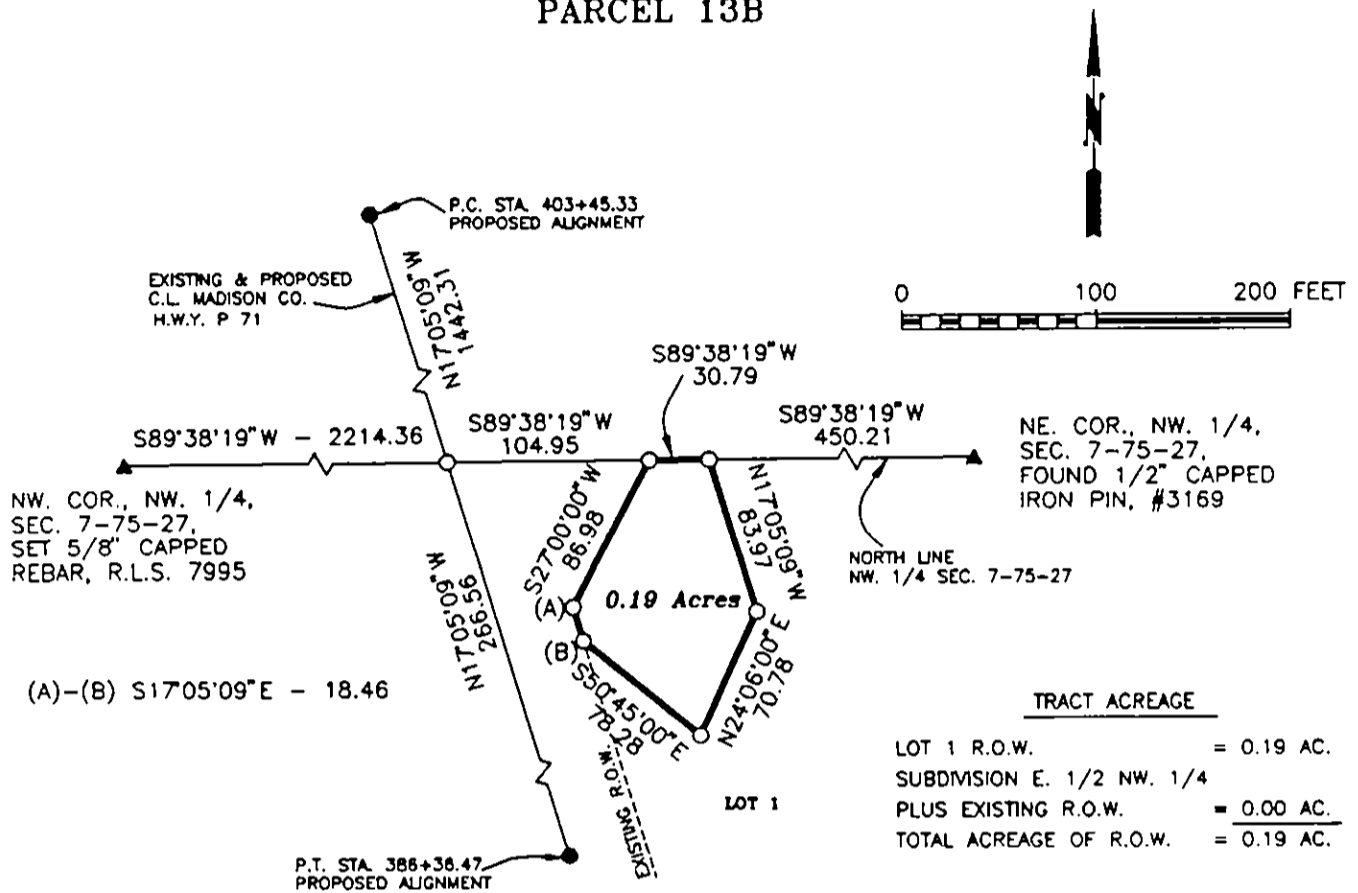 PARCEL 13B
N
P.C. STA. 403+45.33
PROPOSED ALIGNMENT
EXISTING & PROPOSED
C.L. MADISON CO.
H.W.Y. P 71
N17°05'09"W
1442.31
0 100 200 FEET
S89°38'19"W
30.79
S89°38'19"W - 2214.36
S89°38'19"W
104.95
S89°38'19"W
450.21
NE. COR., NW. 1/4,
SEC. 7-75-27,
FOUND 1/2" CAPPED
IRON PIN, #3169
NW. COR., NW. 1/4,
SEC. 7-75-27,
SET 5/8" CAPPED
REBAR, R.L.S. 7995
S27°00'00"W
86.98
N17°05'09"W
83.97
NORTH LINE
NW. 1/4 SEC. 7-75-27
(A)
0.19 Acres
(B)
N17°05'09"W
266.56
S50°45'00"E
78.28
N24°06'00"E
70.78
(A)-(B) S17°05'09"E - 18.46
EXISTING R.O.W.
LOT 1
TRACT ACREAGE
LOT 1 R.O.W. = 0.19 AC.
SUBDIVISION E. 1/2 NW. 1/4
PLUS EXISTING R.O.W. = 0.00 AC.
TOTAL ACREAGE OF R.O.W. = 0.19 AC.
P.T. STA. 386+36.47
PROPOSED ALIGNMENT